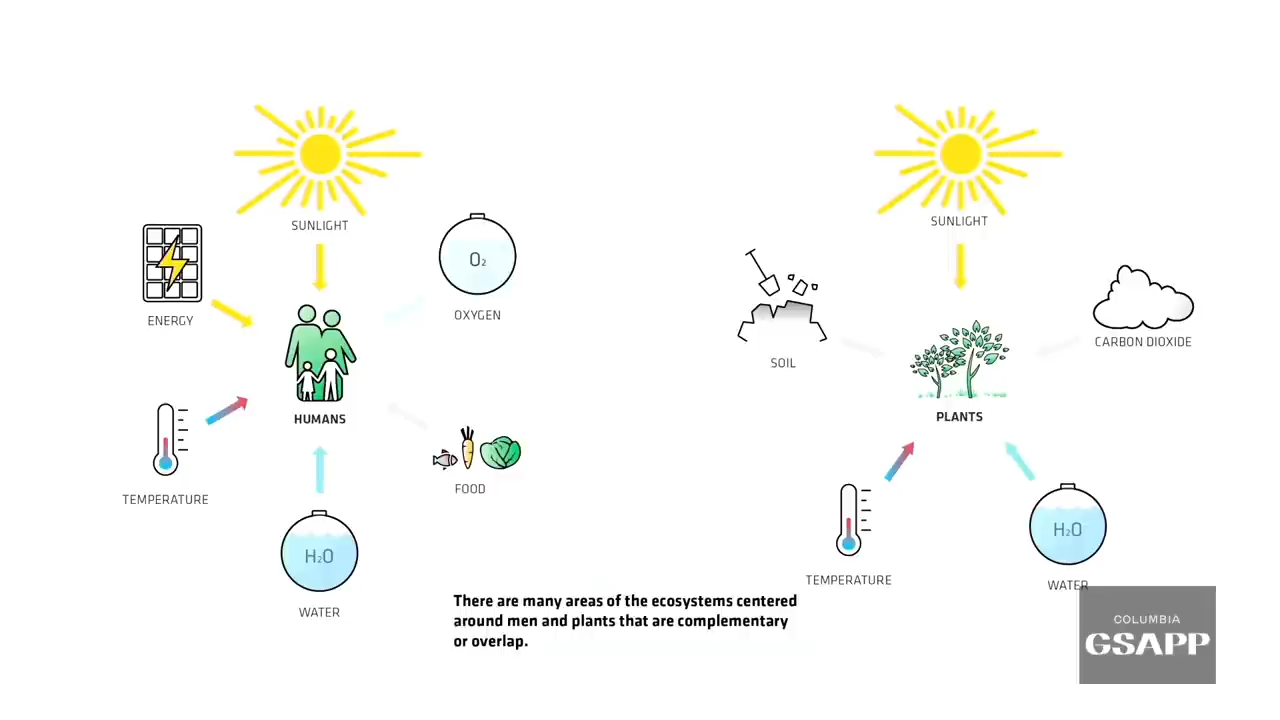 SUNLIGHT
ENERGY
O₂
OXYGEN
HUMANS
TEMPERATURE
FOOD
H₂O
WATER
SUNLIGHT
SOIL
CARBON DIOXIDE
PLANTS
TEMPERATURE
H₂O
WATER
There are many areas of the ecosystems centered
around men and plants that are complementary
or overlap.
COLUMBIA
GSAPP